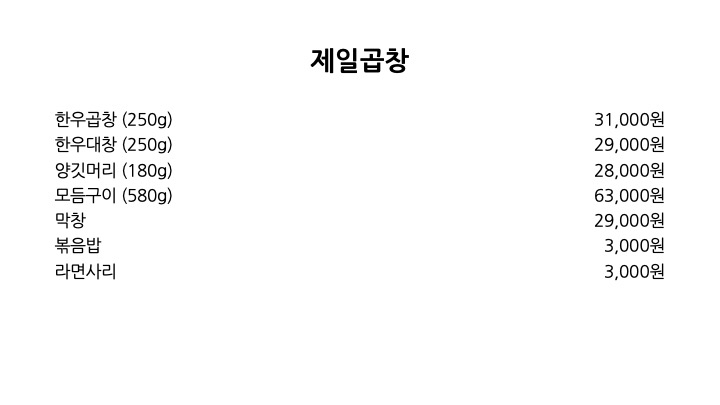 제일곱창
한우곱창 (250g) 31,000원
한우대창 (250g) 29,000원
양깃머리 (180g) 28,000원
모듬구이 (580g) 63,000원
막창 29,000원
볶음밥 3,000원
라면사리 3,000원